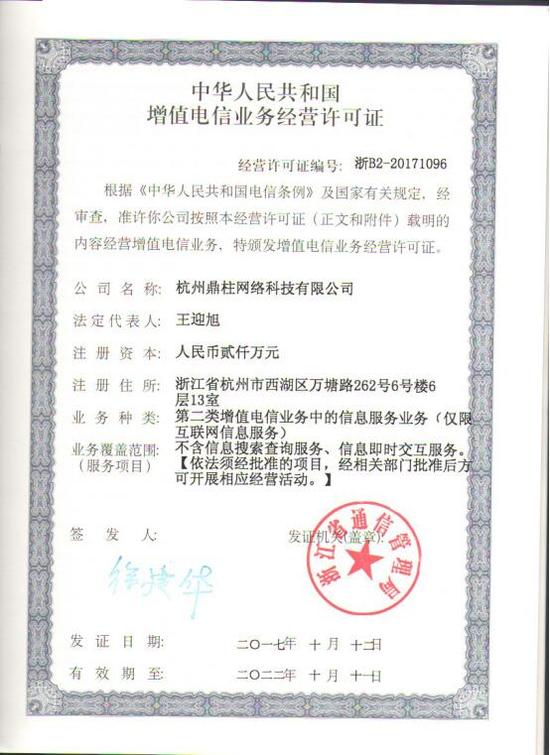 中华人民共和国
增值电信业务经营许可证
经营许可证编号: 浙B2-20171096
根据《中华人民共和国电信条例》及国家有关规定，经
审查，准许你公司按照本经营许可证（正文和附件）载明的
内容经营增值电信业务，特颁发增值电信业务经营许可证。
公司名称: 杭州鼎柱网络科技有限公司
法定代表人: 王迎旭
注册资本: 人民币贰仟万元
注册住所: 浙江省杭州市西湖区万塘路262号6号楼6
层13室
业务种类: 第二类增值电信业务中的信息服务业务（仅限
互联网信息服务）
业务覆盖范围: 不含信息搜索查询服务、信息即时交互服务。
（服务项目） 【依法须经批准的项目，经相关部门批准后方
可开展相应经营活动。】
签发人:
发证机关(盖章):
浙江省通信管理局
发证日期: 二〇一七年 十月 十二日
有效期至: 二〇二二年 十月 十一日